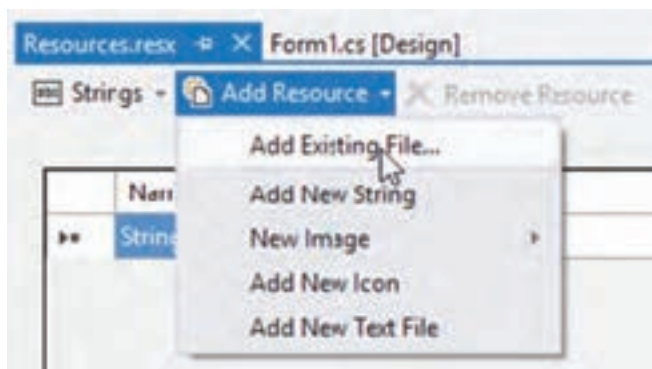 Resources.resx Form1.cs [Design]
Strings Add Resource Remove Resource
Add Existing File...
Add New String
New Image
Add New Icon
Add New Text File